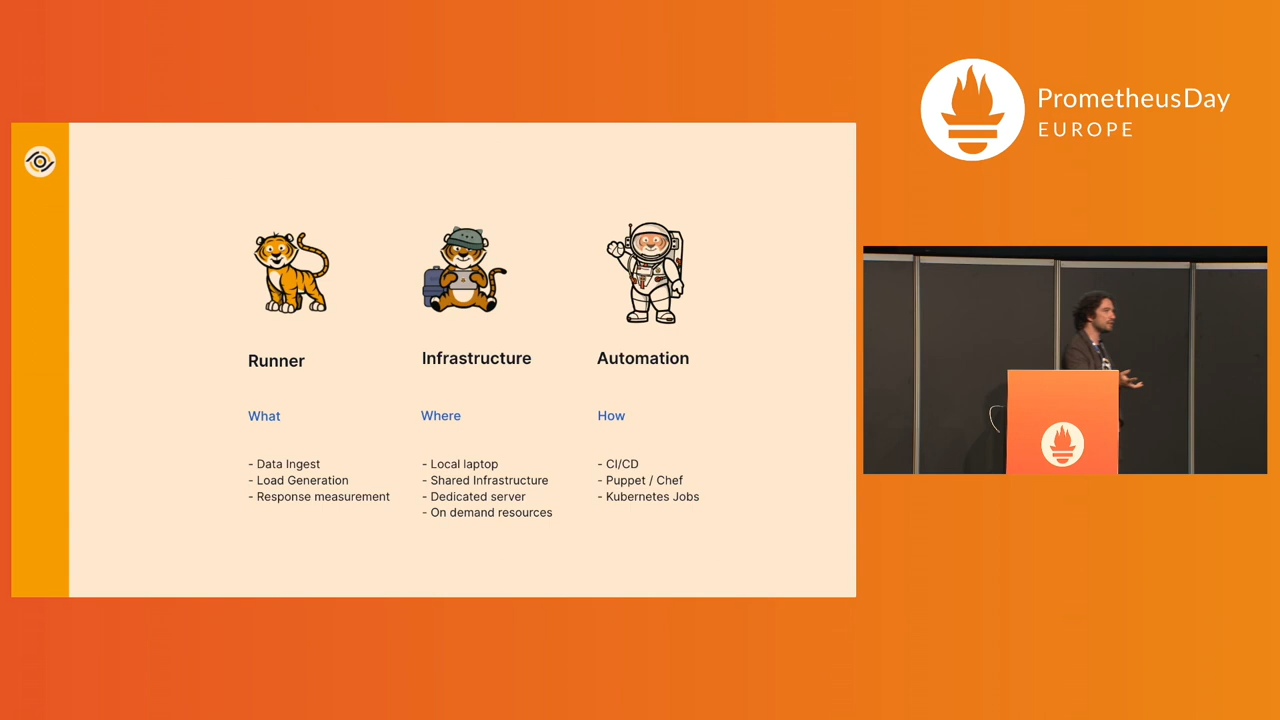 PrometheusDay
EUROPE
Runner
Infrastructure
Automation
What
Where
How
- Data Ingest
- Load Generation
- Response measurement
- Local laptop
- Shared Infrastructure
- Dedicated server
- On demand resources
- CI/CD
- Puppet / Chef
- Kubernetes Jobs